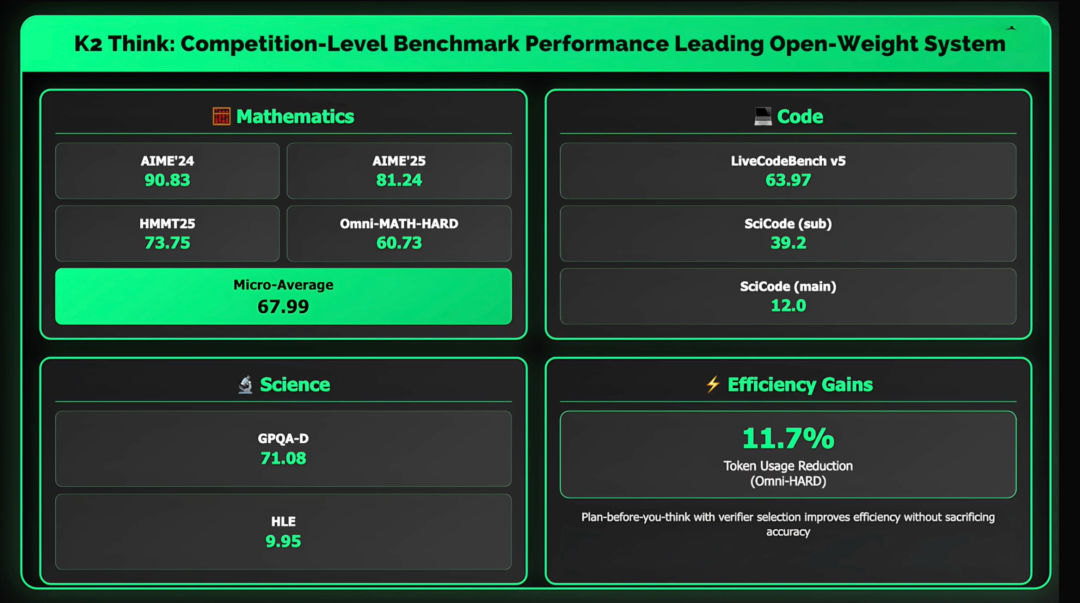 K2 Think: Competition-Level Benchmark Performance Leading Open-Weight System
Mathematics
AIME'24
90.83
AIME'25
81.24
HMMT25
73.75
Omni-MATH-HARD
60.73
Micro-Average
67.99
Code
LiveCodeBench v5
63.97
SciCode (sub)
39.2
SciCode (main)
12.0
Science
GPQA-D
71.08
HLE
9.95
Efficiency Gains
11.7%
Token Usage Reduction
(Omni-HARD)
Plan-before-you-think with verifier selection improves efficiency without sacrificing
accuracy